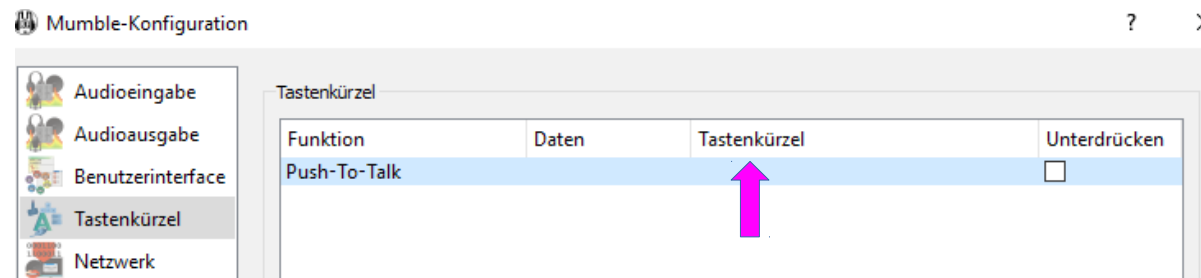 Mumble-Konfiguration ?
Audioeingabe
Audioausgabe
Benutzerinterface
Tastenkürzel
Netzwerk
Tastenkürzel
Funktion Daten Tastenkürzel Unterdrücken
Push-To-Talk